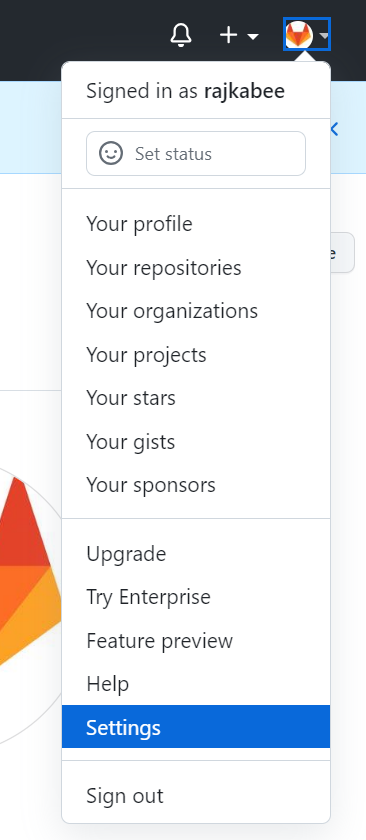 Signed in as rajkabee
Set status
Your profile
Your repositories
Your organizations
Your projects
Your stars
Your gists
Your sponsors
Upgrade
Try Enterprise
Feature preview
Help
Settings
Sign out